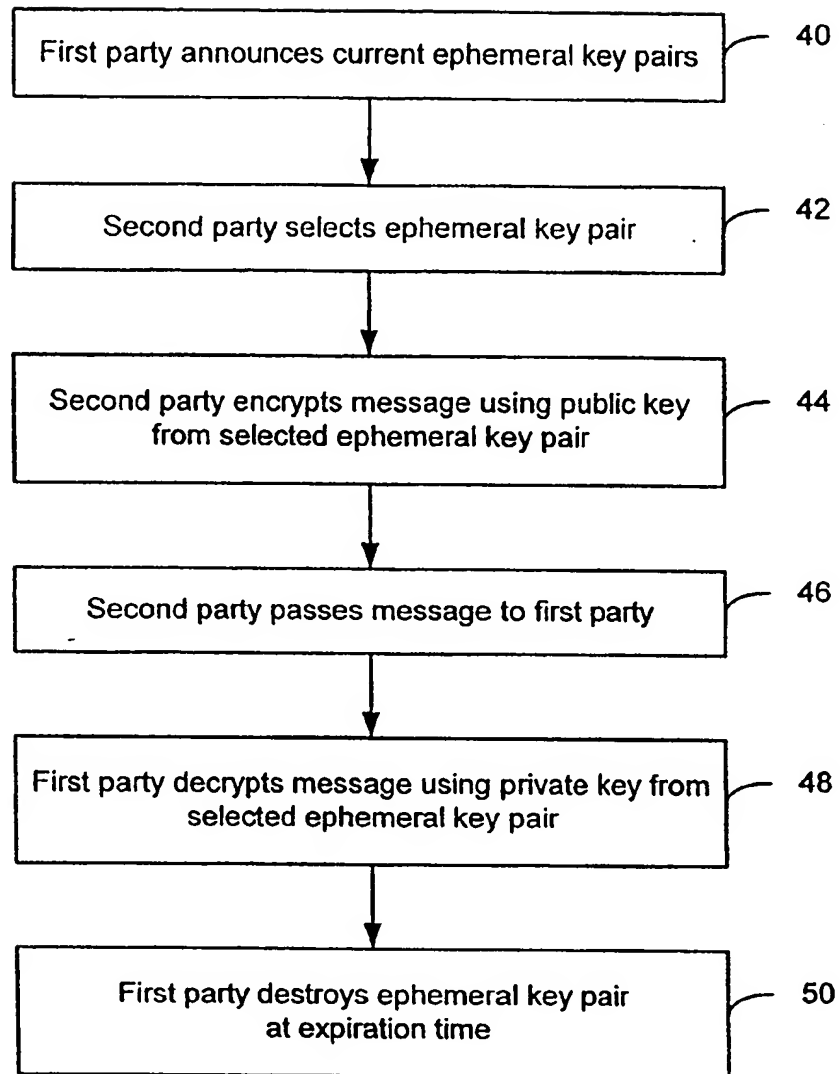 First party announces current ephemeral key pairs
40
Second party selects ephemeral key pair
42
Second party encrypts message using public key
from selected ephemeral key pair
44
Second party passes message to first party
46
First party decrypts message using private key from
selected ephemeral key pair
48
First party destroys ephemeral key pair
at expiration time
50